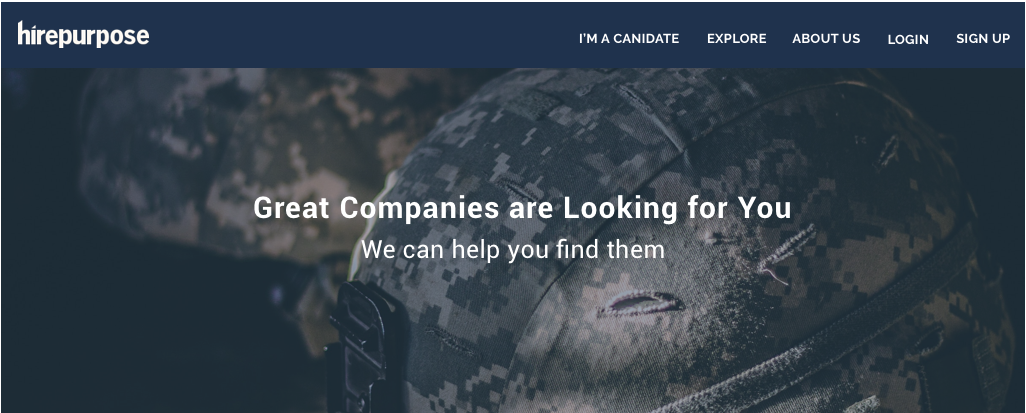 hirepurpose
I'M A CANIDATE EXPLORE ABOUT US LOGIN SIGN UP
Great Companies are Looking for You
We can help you find them